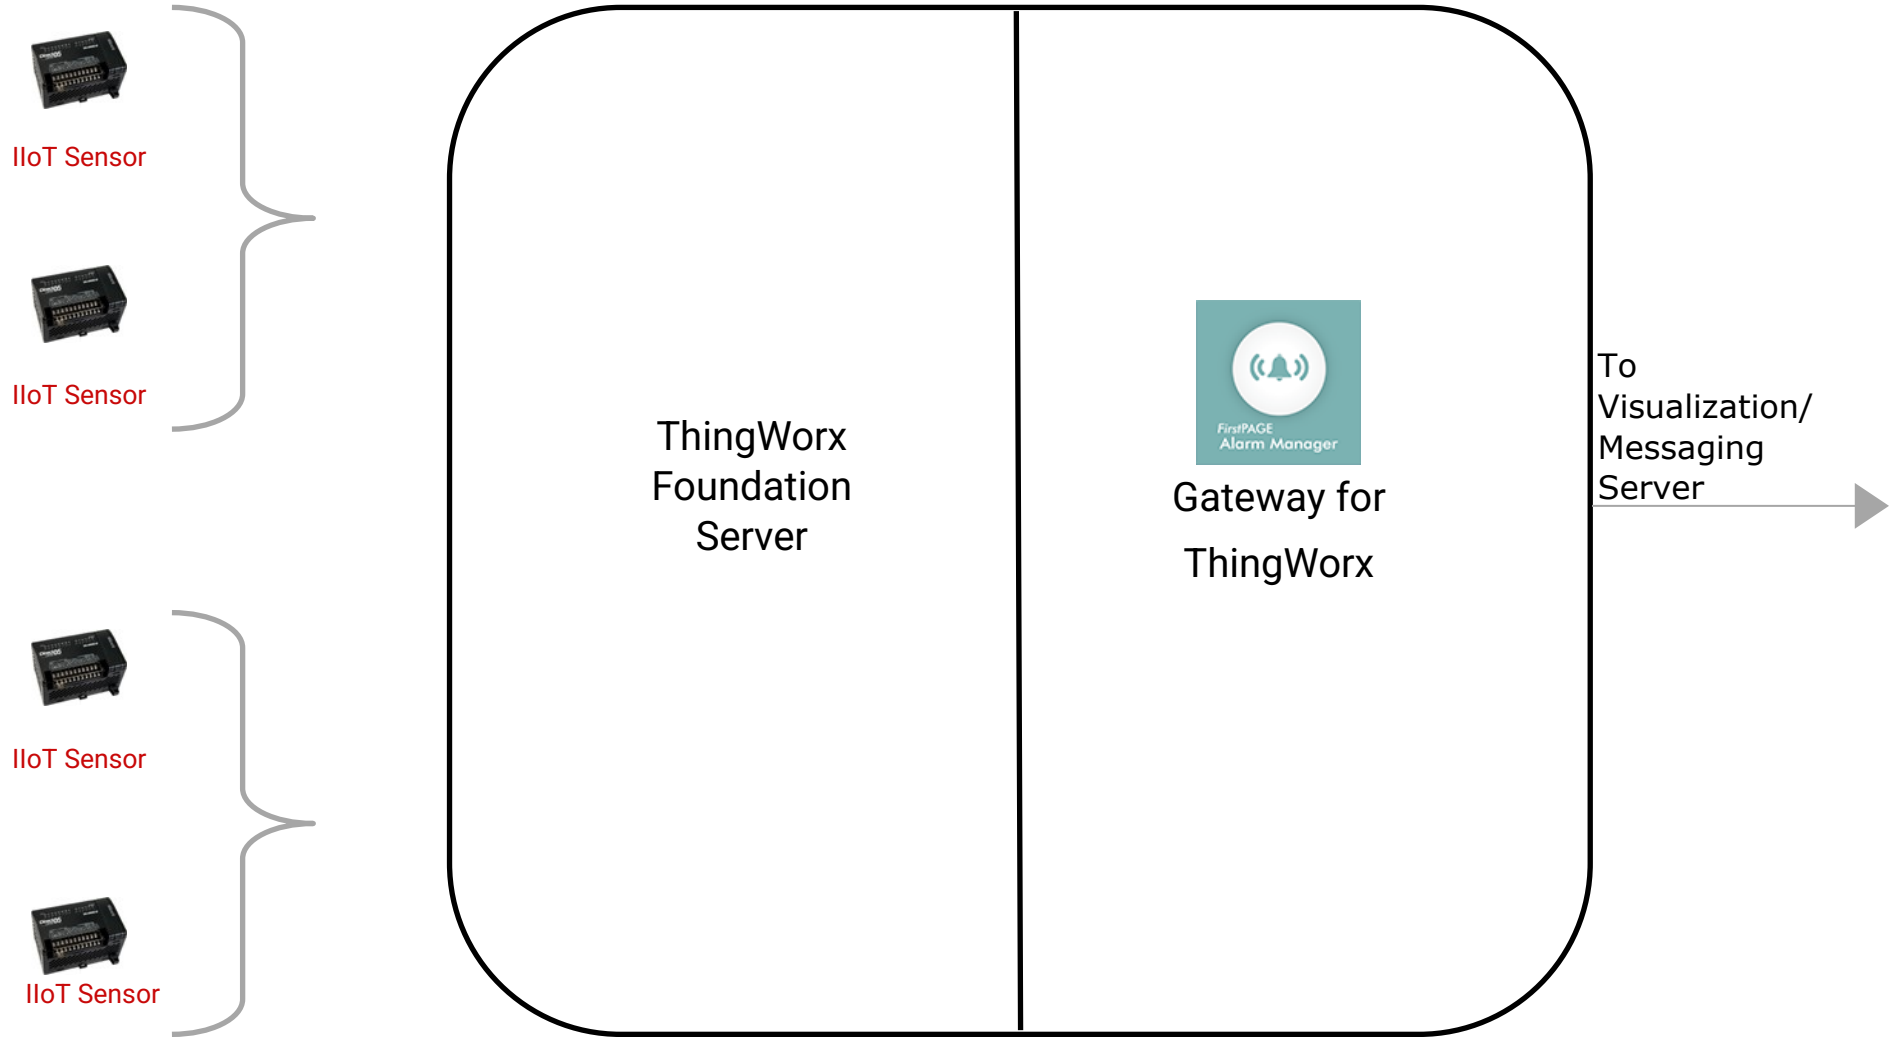 IIoT Sensor
IIoT Sensor
IIoT Sensor
IIoT Sensor
ThingWorx
Foundation
Server
FirstPAGE
Alarm Manager
Gateway for
ThingWorx
To
Visualization/
Messaging
Server